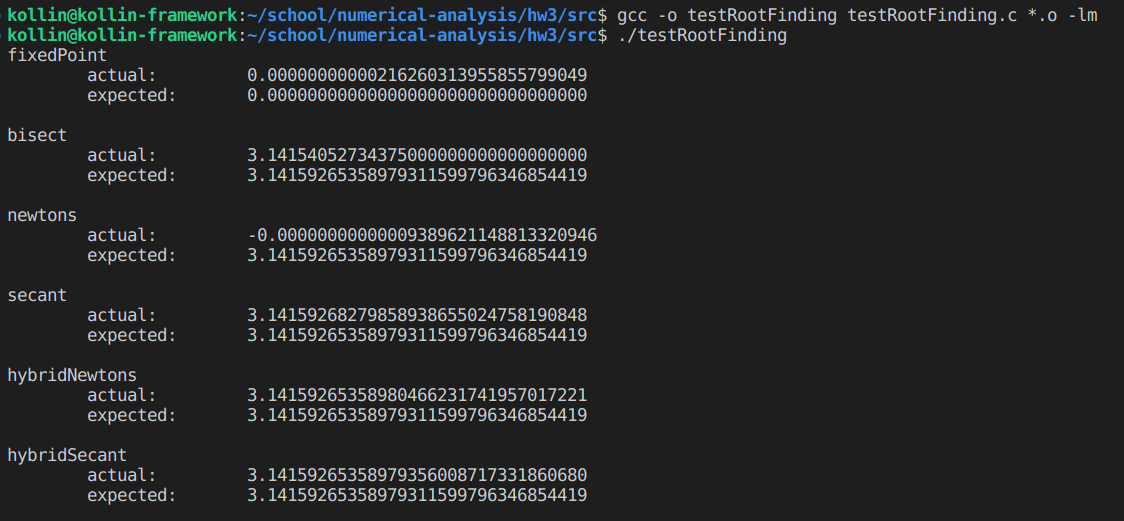 kollin@kollin-framework:~/school/numerical-analysis/hw3/src$ gcc -o testRootFinding testRootFinding.c *.o -lm
kollin@kollin-framework:~/school/numerical-analysis/hw3/src$ ./testRootFinding
fixedPoint
actual: 0.00000000000216260313955855799049
expected: 0.00000000000000000000000000000000
bisect
actual: 3.14154052734375000000000000000000
expected: 3.14159265358979311599796346854419
newtons
actual: -0.00000000000009389621148813320946
expected: 3.14159265358979311599796346854419
secant
actual: 3.14159268279858938655024758190848
expected: 3.14159265358979311599796346854419
hybridNewtons
actual: 3.14159265358980466231741957017221
expected: 3.14159265358979311599796346854419
hybridSecant
actual: 3.14159265358979356008717331860680
expected: 3.14159265358979311599796346854419